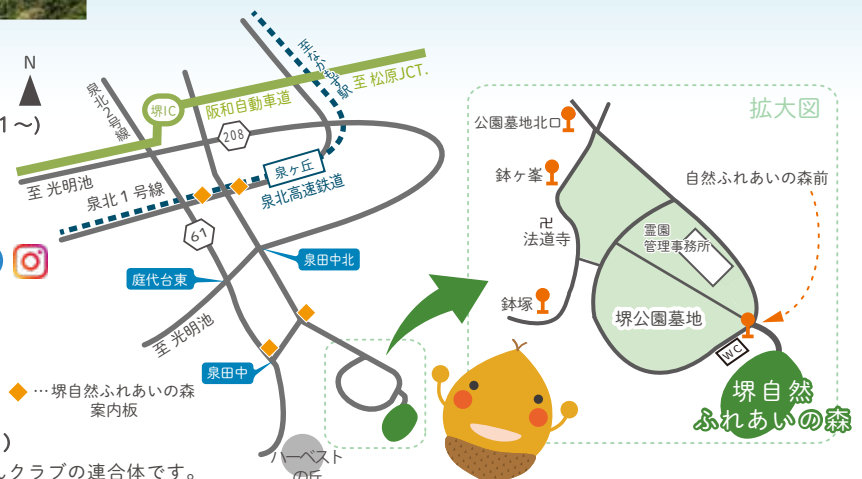 N
1～)
泉北2号線
堺IC
阪和自動車道
至なかもず駅
至 松原JCT.
208
至 光明池
泉北1号線
泉ヶ丘
泉北高速鉄道
61
泉田中北
庭代台東
至 光明池
泉田中
…堺自然ふれあいの森
案内板
)
ハーベスト
の丘
クラブの連合体です。
拡大図
公園墓地北口
鉢ヶ峯
自然ふれあいの森前
卍
法道寺
霊園
管理事務所
鉢塚
堺公園墓地
WC
堺自然
ふれあいの森